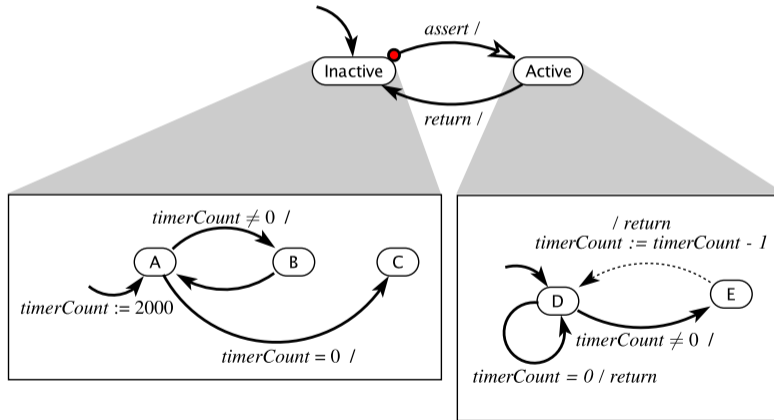 assert /
Inactive
Active
return /
timerCount ≠ 0 /
A
B
C
timerCount := 2000
timerCount = 0 /
/ return
timerCount := timerCount - 1
D
E
timerCount ≠ 0 /
timerCount = 0 / return